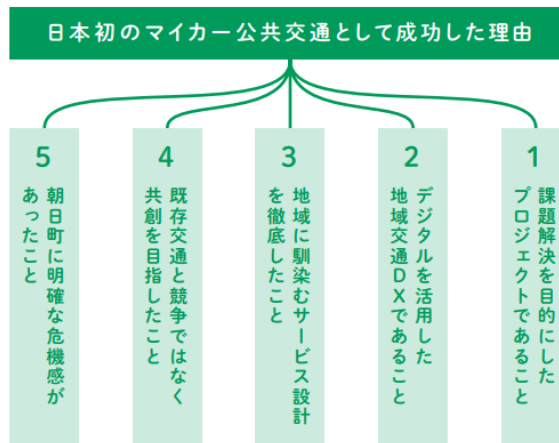 日本初のマイカー公共交通として成功した理由
1
課題解決を目的にした
プロジェクトであること
2
デジタルを活用した
地域交通DXであること
3
地域に馴染むサービス設計
を徹底したこと
4
既存交通と競争ではなく
共創を目指したこと
5
朝日町に明確な危機感が
あったこと